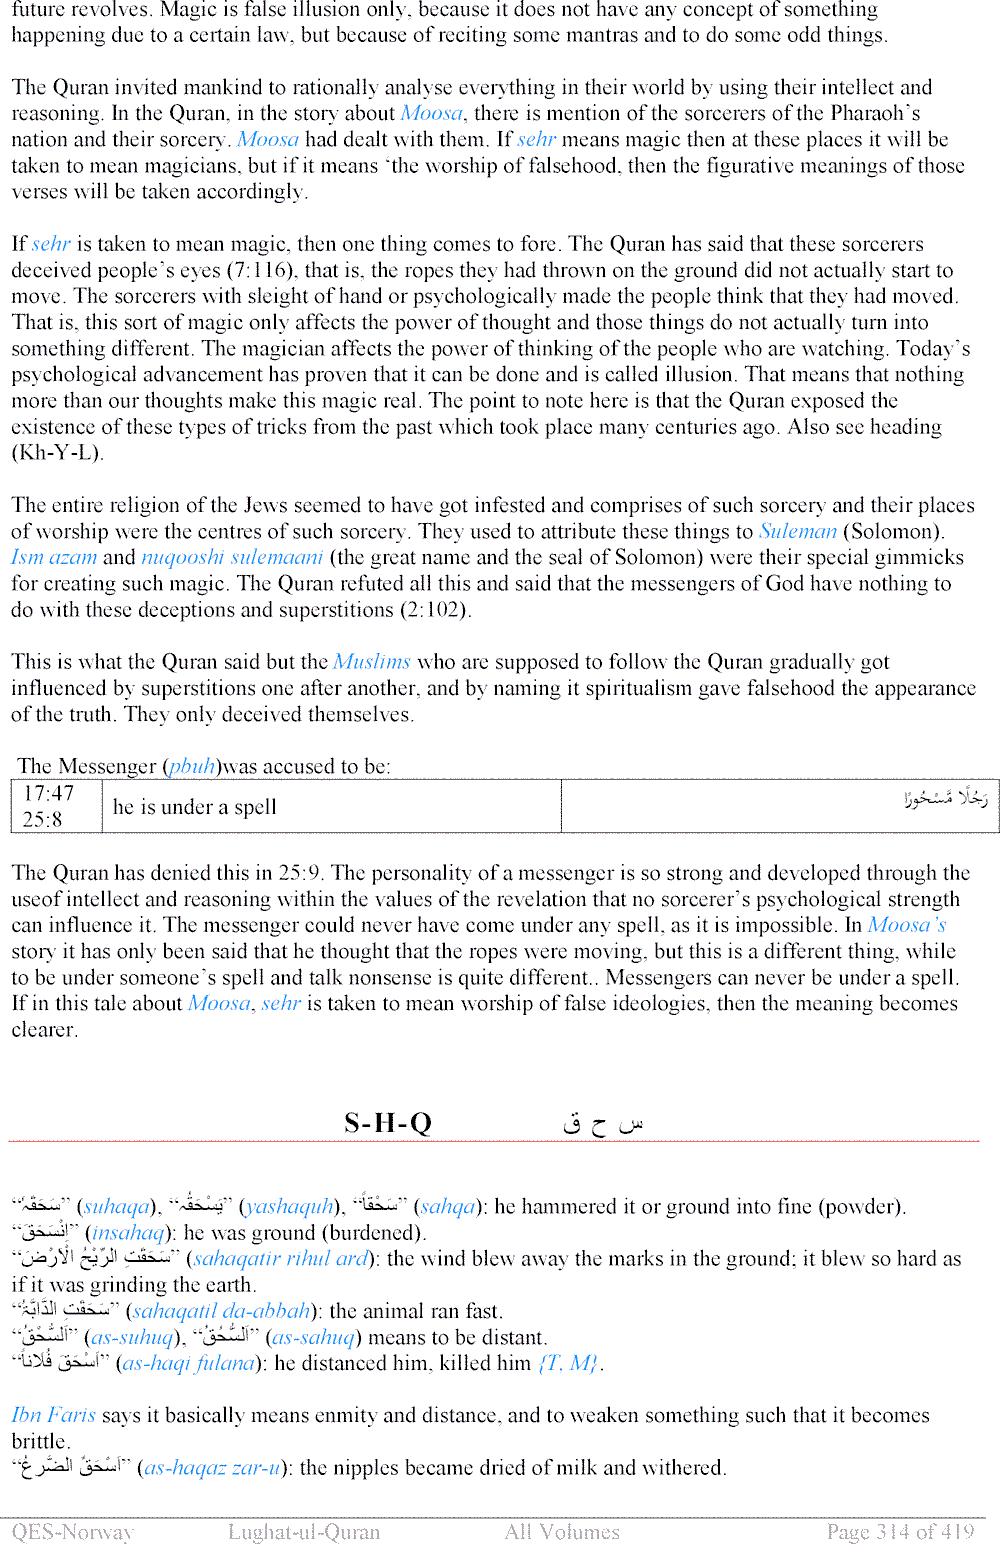 future revolves. Magic is false illusion only, because it does not have any concept of something
happening due to a certain law, but because of reciting some mantras and to do some odd things.
The Quran invited mankind to rationally analyse everything in their world by using their intellect and
reasoning. In the Quran, in the story about Moosa, there is mention of the sorcerers of the Pharaoh's
nation and their sorcery. Moosa had dealt with them. If sehr means magic then at these places it will be
taken to mean magicians, but if it means ‘the worship of falsehood, then the figurative meanings of those
verses will be taken accordingly.
If sehr is taken to mean magic, then one thing comes to fore. The Quran has said that these sorcerers
deceived people's eyes (7:116), that is, the ropes they had thrown on the ground did not actually start to
move. The sorcerers with sleight of hand or psychologically made the people think that they had moved.
That is, this sort of magic only affects the power of thought and those things do not actually turn into
something different. The magician affects the power of thinking of the people who are watching. Today's
psychological advancement has proven that it can be done and is called illusion. That means that nothing
more than our thoughts make this magic real. The point to note here is that the Quran exposed the
existence of these types of tricks from the past which took place many centuries ago. Also see heading
(Kh-Y-L).
The entire religion of the Jews seemed to have got infested and comprises of such sorcery and their places
of worship were the centres of such sorcery. They used to attribute these things to Suleman (Solomon).
Ism azam and nuqooshi sulemaani (the great name and the seal of Solomon) were their special gimmicks
for creating such magic. The Quran refuted all this and said that the messengers of God have nothing to
do with these deceptions and superstitions (2:102).
This is what the Quran said but the Muslims who are supposed to follow the Quran gradually got
influenced by superstitions one after another, and by naming it spiritualism gave falsehood the appearance
of the truth. They only deceived themselves.
The Messenger (pbuh)was accused to be:
17:47
25:8
he is under a spell
رَجُلًا مَّسْحُورًا
The Quran has denied this in 25:9. The personality of a messenger is so strong and developed through the
useof intellect and reasoning within the values of the revelation that no sorcerer's psychological strength
can influence it. The messenger could never have come under any spell, as it is impossible. In Moosa's
story it has only been said that he thought that the ropes were moving, but this is a different thing, while
to be under someone's spell and talk nonsense is quite different.. Messengers can never be under a spell.
If in this tale about Moosa, sehr is taken to mean worship of false ideologies, then the meaning becomes
clearer.
S-H-Q س ح ق
“سَحَقَہٗ” (suhaqa), “یَسْحَقُہٗ” (yashaquh), “سَحْقاً” (sahqa): he hammered it or ground into fine (powder).
“اِنْسَحَقَ” (insahaq): he was ground (burdened).
“سَحَقَتِ الرِّیْحُ الْاَرْضَ” (sahaqatir rihul ard): the wind blew away the marks in the ground; it blew so hard as
if it was grinding the earth.
“سَحَقَتِ الدَّابَّۃُ” (sahaqatil da-abbah): the animal ran fast.
“اَلسُّحْقُ” (as-suhuq), “اَلسُّحُقُ” (as-sahuq) means to be distant.
“اَسْحَقَ فُلَاناً” (as-haqi fulana): he distanced him, killed him {T, M}.
Ibn Faris says it basically means enmity and distance, and to weaken something such that it becomes
brittle.
“اَسْحَقَ الضَّرعُ” (as-haqaz zar-u): the nipples became dried of milk and withered.
QES-Norway Lughat-ul-Quran All Volumes Page 314 of 419